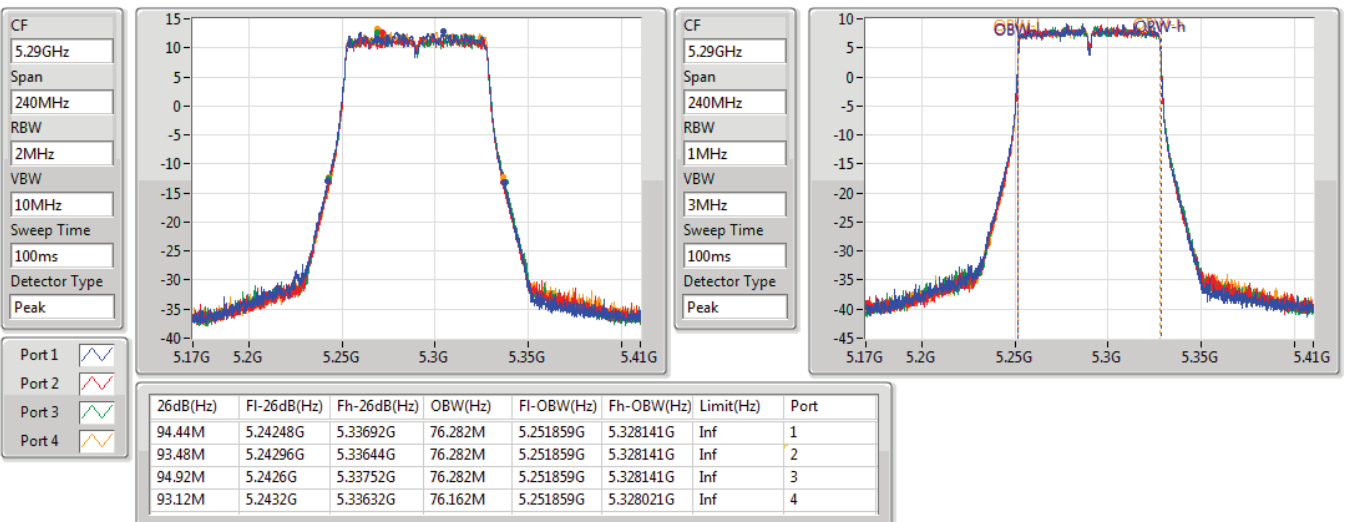 CF
5.29GHz
Span
240MHz
RBW
2MHz
VBW
10MHz
Sweep Time
100ms
Detector Type
Peak
15
10
5
0
-5
-10
-15
-20
-25
-30
-35
-40
5.17G 5.2G 5.25G 5.3G 5.35G 5.41G
CF
5.29GHz
Span
240MHz
RBW
1MHz
VBW
3MHz
Sweep Time
100ms
Detector Type
Peak
OBW-l OBW-h
10
5
0
-5
-10
-15
-20
-25
-30
-35
-40
-45
5.17G 5.2G 5.25G 5.3G 5.35G 5.41G
Port 1
Port 2
Port 3
Port 4
26dB(Hz) Fl-26dB(Hz) Fh-26dB(Hz) OBW(Hz) Fl-OBW(Hz) Fh-OBW(Hz) Limit(Hz) Port
94.44M 5.24248G 5.33692G 76.282M 5.251859G 5.328141G Inf 1
93.48M 5.24296G 5.33644G 76.282M 5.251859G 5.328141G Inf 2
94.92M 5.2426G 5.33752G 76.282M 5.251859G 5.328141G Inf 3
93.12M 5.2432G 5.33632G 76.162M 5.251859G 5.328021G Inf 4